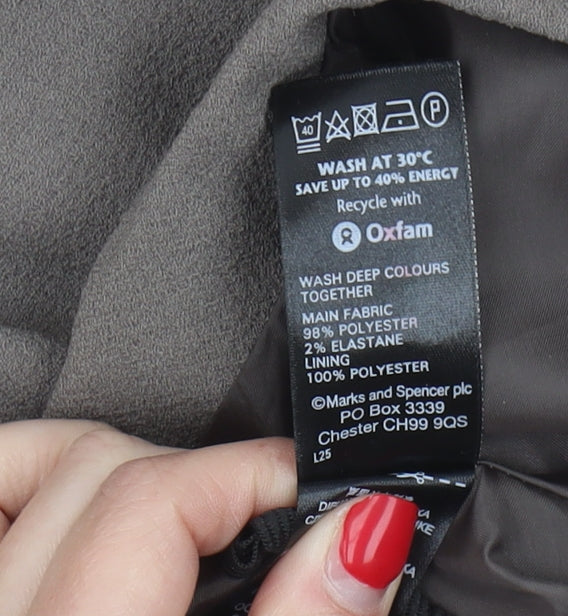 40
P
WASH AT 30°C
SAVE UP TO 40% ENERGY
Recycle with
Oxfam
WASH DEEP COLOURS
TOGETHER
MAIN FABRIC
98% POLYESTER
2% ELASTANE
LINING
100% POLYESTER
©Marks and Spencer plc
PO Box 3339
Chester CH99 9QS
L25